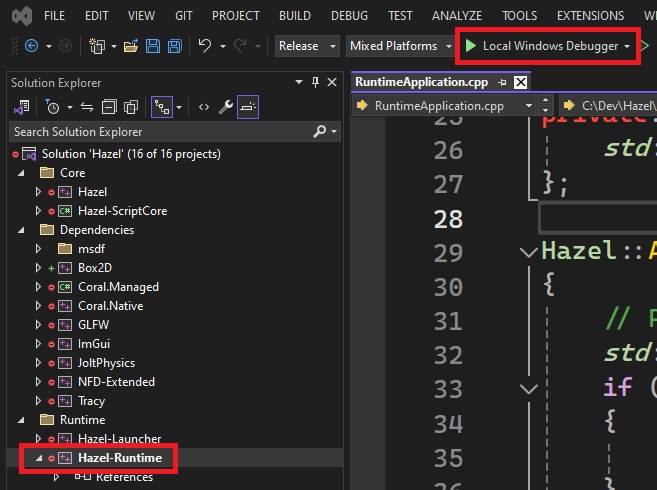 FILE EDIT VIEW GIT PROJECT BUILD DEBUG TEST ANALYZE TOOLS EXTENSIONS
Release Mixed Platforms Local Windows Debugger
Solution Explorer
Search Solution Explorer
Solution 'Hazel' (16 of 16 projects)
Core
Hazel
Hazel-ScriptCore
Dependencies
msdf
Box2D
Coral.Managed
Coral.Native
GLFW
ImGui
JoltPhysics
NFD-Extended
Tracy
Runtime
Hazel-Launcher
Hazel-Runtime
References
RuntimeApplication.cpp
RuntimeApplication.cpp C:\Dev\Hazel\
25 private:
26 std:
27 };
28
29 Hazel::A
30 {
31 // P
32 std:
33 if (
34 {
35
36 }